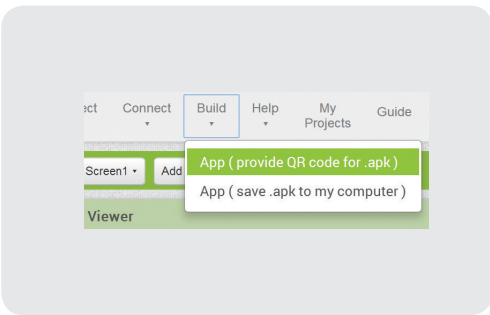 ect Connect Build Help My Projects Guide
App ( provide QR code for .apk )
Screen1 Add
App ( save .apk to my computer )
Viewer